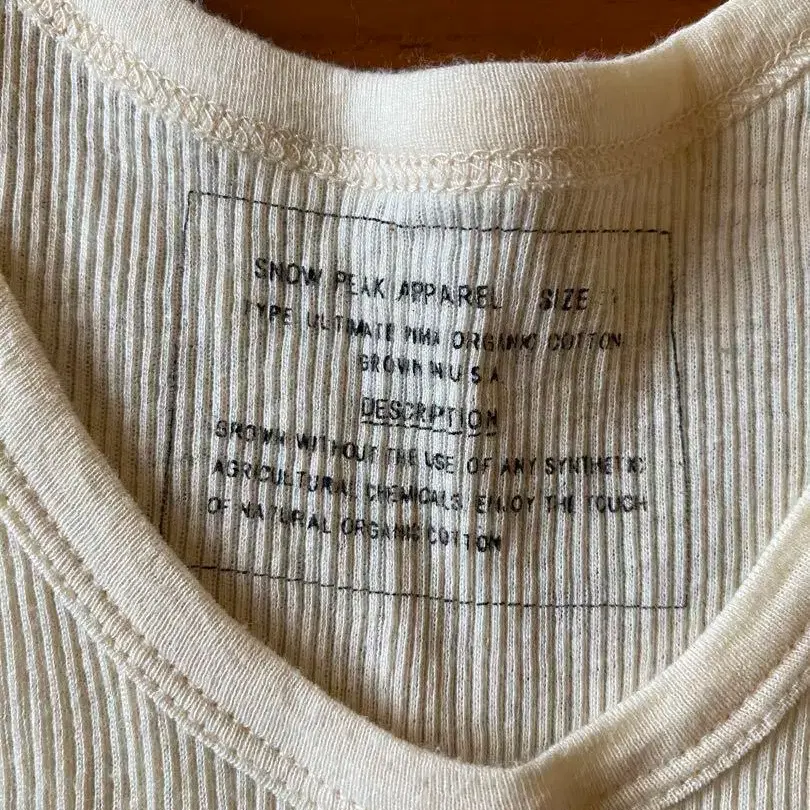 SNOW PEAK APPAREL SIZE
TYPE ULTIMATE PIMA ORGANIC COTTON
GROWN IN U.S.A.
DESCRIPTION
GROWN WITHOUT THE USE OF ANY SYNTHETIC
AGRICULTURAL CHEMICALS. ENJOY THE TOUCH
OF NATURAL ORGANIC COTTON